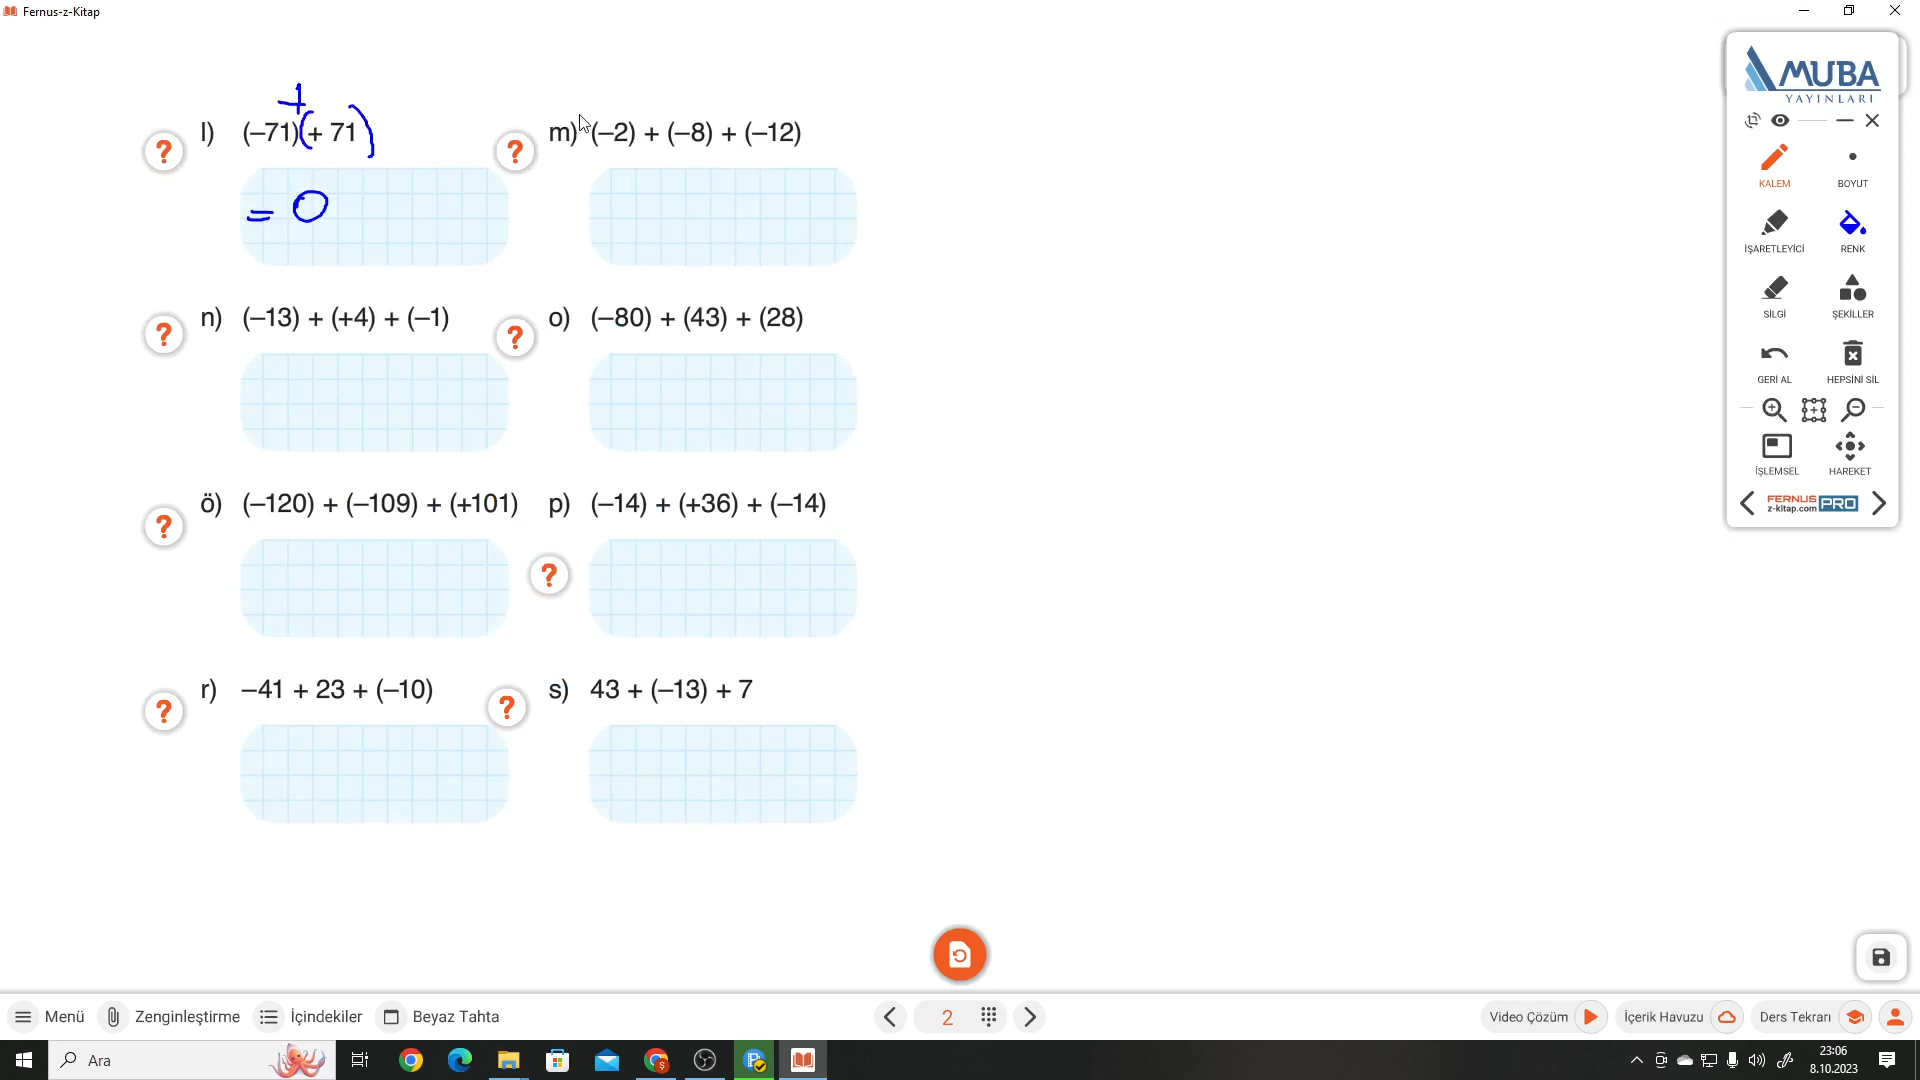 Fernus-z-Kitap
MUBA
YAYINLARI
+
l) (–71)(+ 71)
m) (–2) + (–8) + (–12)
= 0
n) (–13) + (+4) + (–1)
o) (–80) + (43) + (28)
ö) (–120) + (–109) + (+101)
p) (–14) + (+36) + (–14)
r) –41 + 23 + (–10)
s) 43 + (–13) + 7
KALEM
BOYUT
İŞARETLEYİCİ
RENK
SİLGİ
ŞEKİLLER
GERİ AL
HEPSİNİ SİL
İŞLEMSEL
HAREKET
FERNUS
z-kitap.com PRO
Menü
Zenginleştirme
İçindekiler
Beyaz Tahta
2
Video Çözüm
İçerik Havuzu
Ders Tekrarı
Ara
23:06
8.10.2023